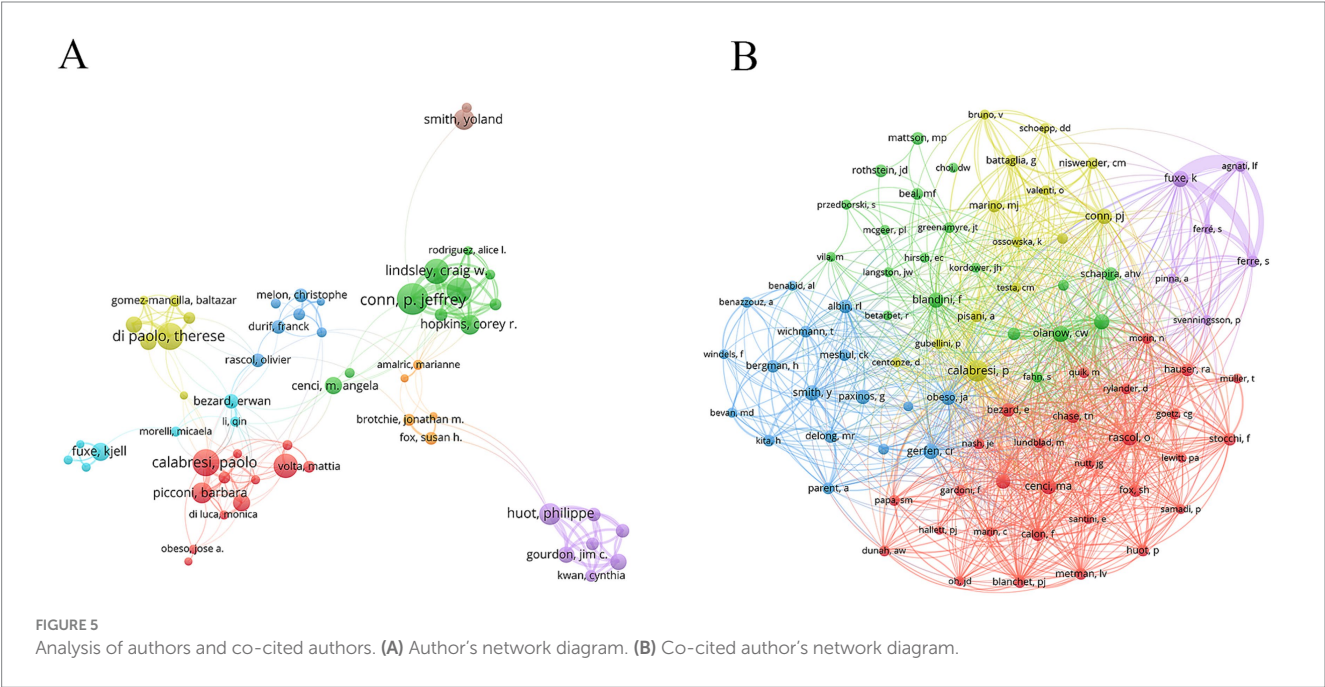 A
B
smith, yoland
rodriguez, alice l.
lindsley, craig w.
conn, p. jeffrey
hopkins, corey r.
gomez-mancilla, baltazar
melon, christophe
di paolo, therese
durif, franck
rascol, olivier
amalric, marianne
cenci, m. angela
bezard, erwan
brotchie, jonathan m.
li, qin
morelli, micaela
fox, susan h.
fuxe, kjell
calabresi, paolo
volta, mattia
picconi, barbara
di luca, monica
huot, philippe
obeso, jose a.
gourdon, jim c.
kwan, cynthia
bruno, v
schoepp, dd
mattson, mp
battaglia, g
niswender, cm
agnati, lf
rothstein, jd
choi, dw
fuxe, k
beal, mf
valenti, o
przedborski, s
marino, mj
conn, pj
mcgeer, pl
greenamyre, jt
ferré, s
ossowska, k
vila, m
hirsch, ec
ferre, s
langston, jw
kordower, jh
schapira, ahv
pinna, a
benabid, al
testa, cm
benazzouz, a
albin, rl
blandini, f
betarbet, r
pisani, a
svenningsson, p
wichmann, t
olanow, cw
gubellini, p
morin, n
windels, f
meshul, ck
centonze, d
bergman, h
calabresi, p
fahn, s
quik, m
hauser, ra
müller, t
smith, y
paxinos, g
obeso, ja
rylander, d
bevan, md
bezard, e
chase, tn
goetz, cg
kita, h
delong, mr
nash, je
lundblad, m
rascol, o
stocchi, f
gerfen, cr
nutt, jg
lewitt, pa
parent, a
gardoni, f
cenci, ma
fox, sh
papa, sm
samadi, p
hallett, pj
marin, c
santini, e
calon, f
dunah, aw
huot, p
oh, jd
blanchet, pj
metman, lv
FIGURE 5
Analysis of authors and co-cited authors. (A) Author's network diagram. (B) Co-cited author's network diagram.